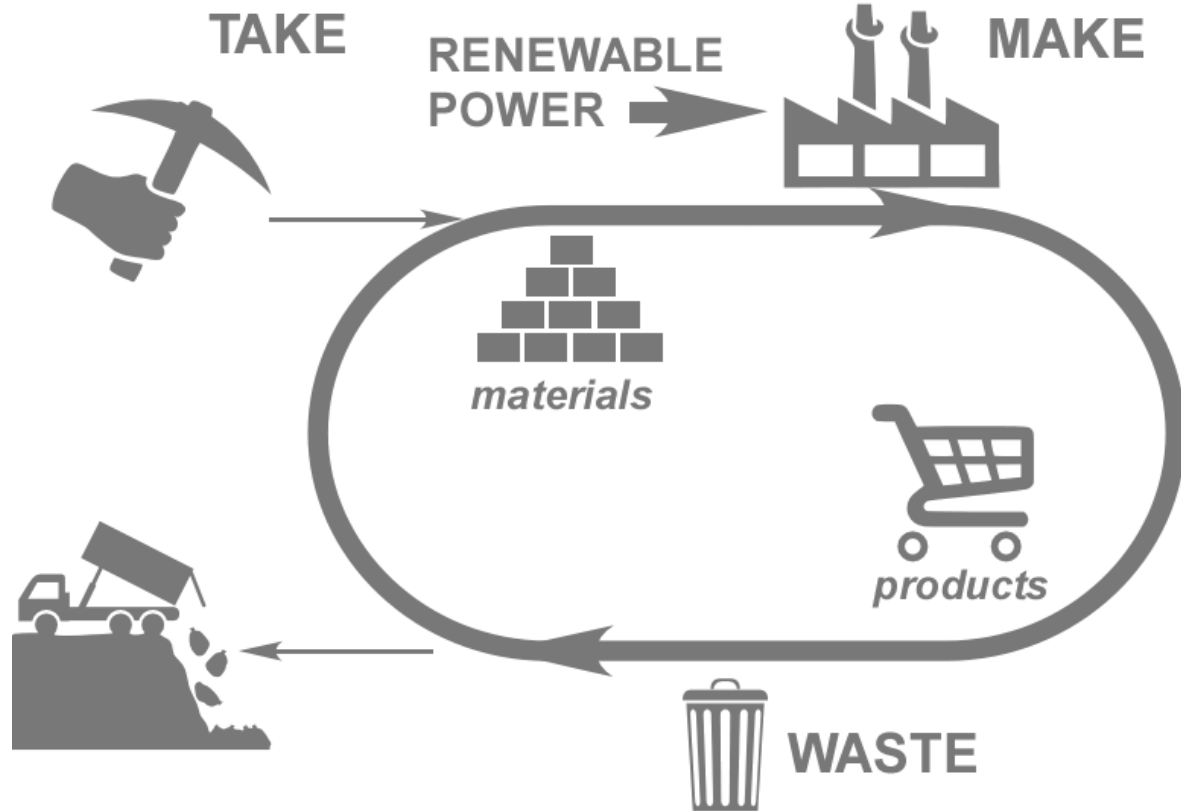 TAKE
RENEWABLE
POWER
MAKE
materials
products
WASTE